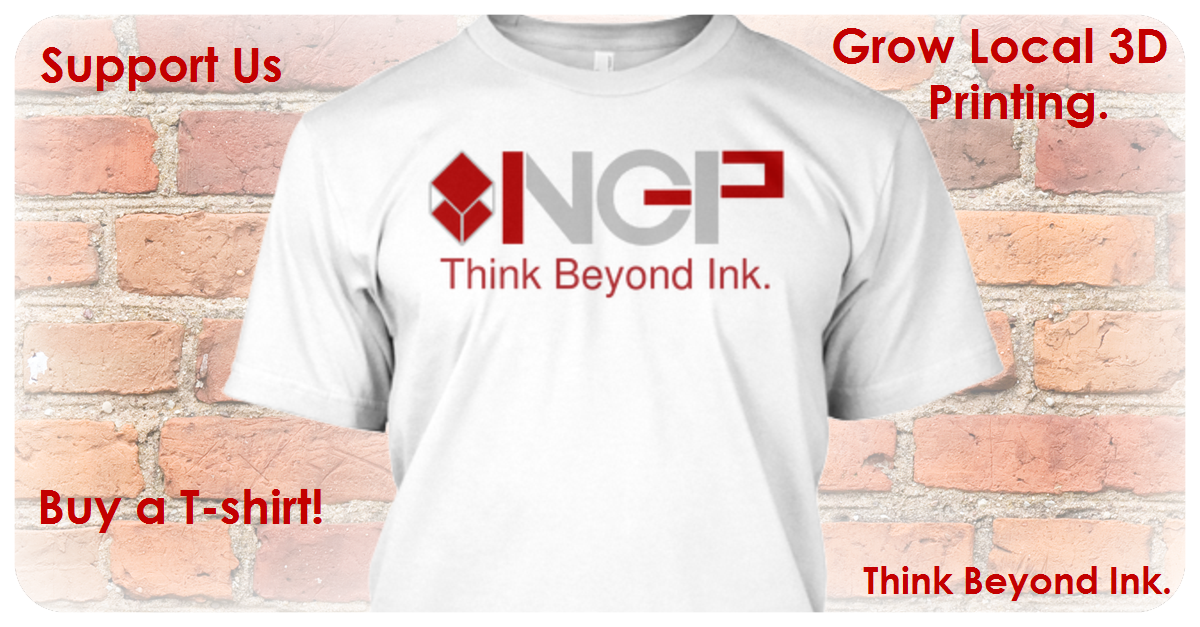 Support Us
Grow Local 3D
Printing.
NGP
Think Beyond Ink.
Buy a T-shirt!
Think Beyond Ink.